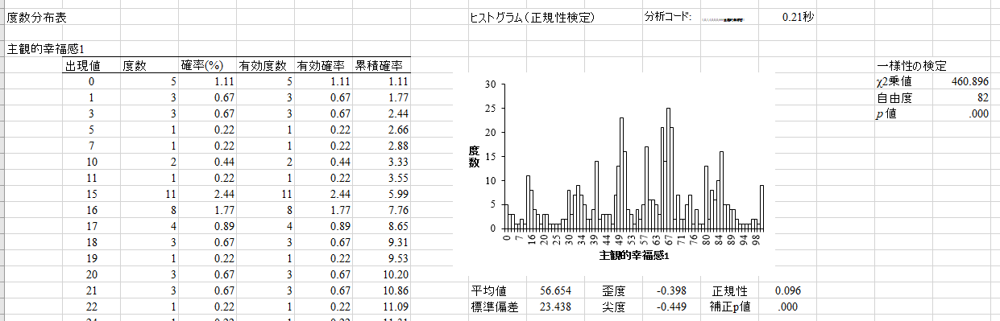 度数分布表 ヒストグラム(正規性検定) 分析コード: 0.21秒
主観的幸福感1
出現値 度数 確率(%) 有効度数 有効確率 累積確率
0 5 1.11 5 1.11 1.11
1 3 0.67 3 0.67 1.77
3 3 0.67 3 0.67 2.44
5 1 0.22 1 0.22 2.66
7 1 0.22 1 0.22 2.88
10 2 0.44 2 0.44 3.33
11 1 0.22 1 0.22 3.55
15 11 2.44 11 2.44 5.99
16 8 1.77 8 1.77 7.76
17 4 0.89 4 0.89 8.65
18 3 0.67 3 0.67 9.31
19 1 0.22 1 0.22 9.53
20 3 0.67 3 0.67 10.20
21 3 0.67 3 0.67 10.86
22 1 0.22 1 0.22 11.09
30
25
20
15
10
5
0
度数
0 7 16 20 25 30 34 39 44 49 53 57 63 67 71 76 80 85 89 94 98
主観的幸福感1
平均値 56.654 歪度 -0.398 正規性 0.096
標準偏差 23.438 尖度 -0.449 補正p値 .000
一様性の検定
χ2乗値 460.896
自由度 82
p 値 .000